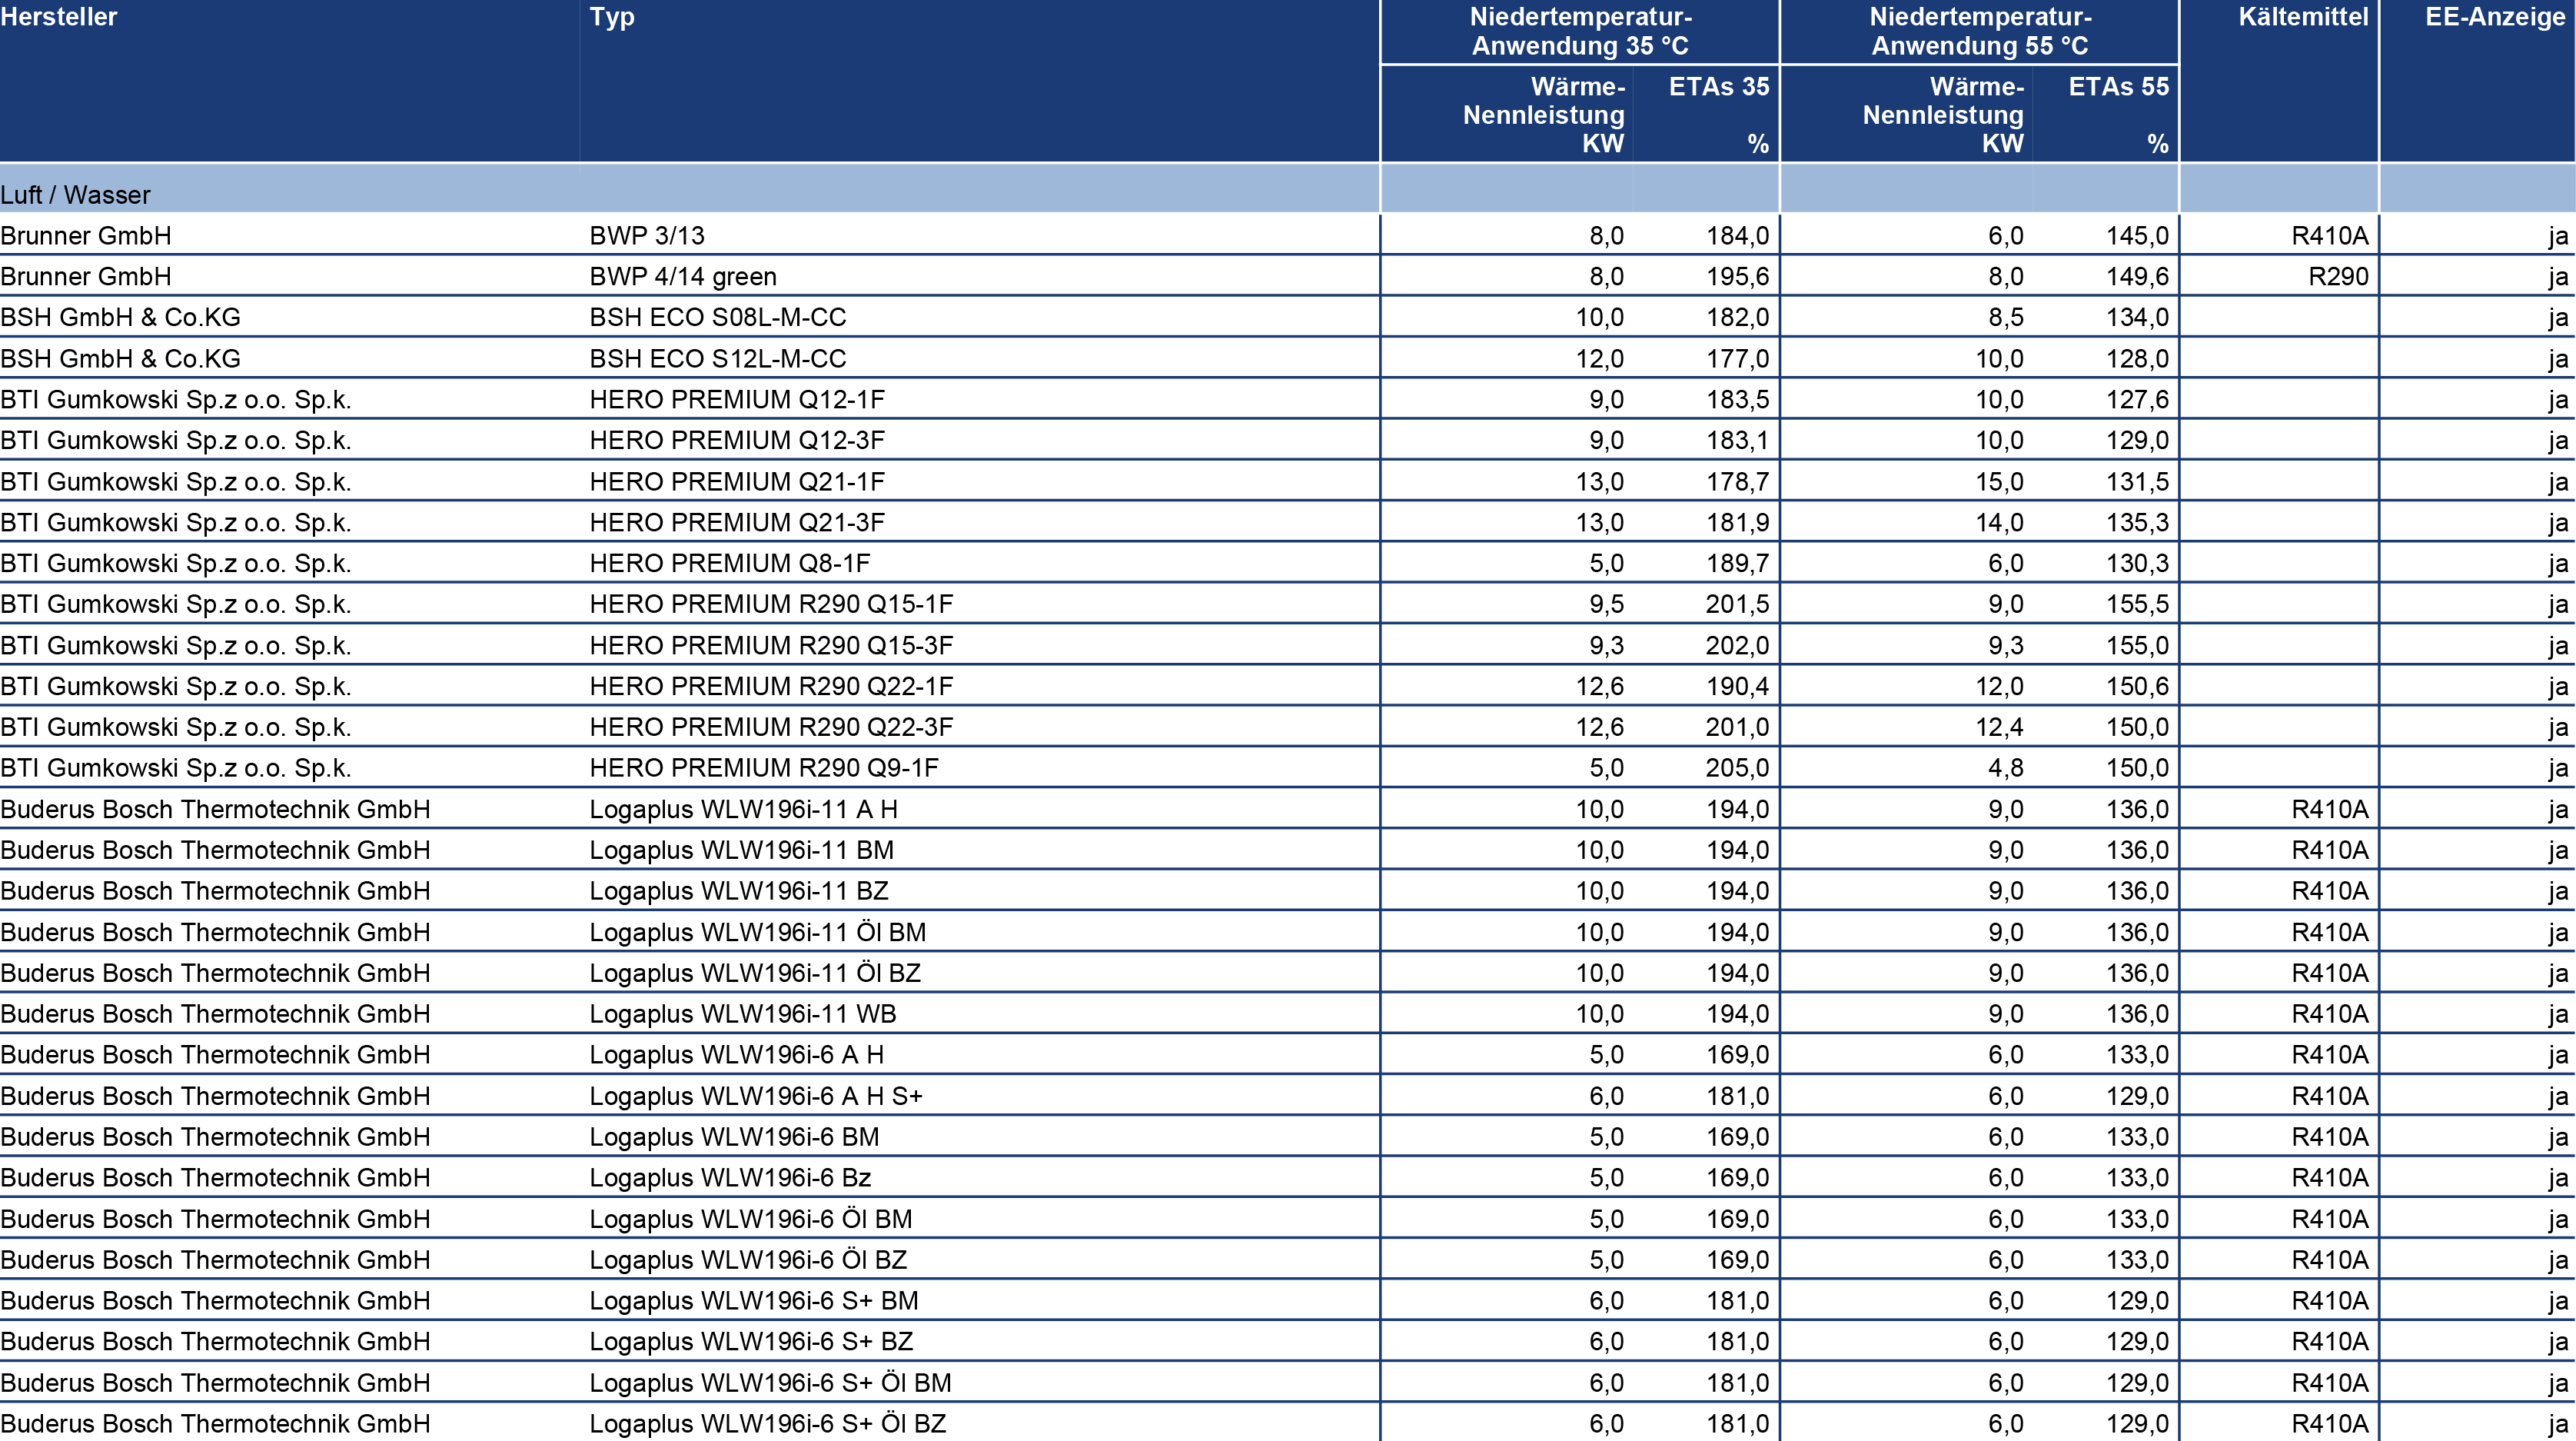 Hersteller Typ Niedertemperatur- Niedertemperatur- Kältemittel EE-Anzeige
Anwendung 35 °C Anwendung 55 °C
Wärme- ETAs 35 Wärme- ETAs 55
Nennleistung Nennleistung
KW % KW %
Luft / Wasser
Brunner GmbH BWP 3/13 8,0 184,0 6,0 145,0 R410A ja
Brunner GmbH BWP 4/14 green 8,0 195,6 8,0 149,6 R290 ja
BSH GmbH & Co.KG BSH ECO S08L-M-CC 10,0 182,0 8,5 134,0 ja
BSH GmbH & Co.KG BSH ECO S12L-M-CC 12,0 177,0 10,0 128,0 ja
BTI Gumkowski Sp.z o.o. Sp.k. HERO PREMIUM Q12-1F 9,0 183,5 10,0 127,6 ja
BTI Gumkowski Sp.z o.o. Sp.k. HERO PREMIUM Q12-3F 9,0 183,1 10,0 129,0 ja
BTI Gumkowski Sp.z o.o. Sp.k. HERO PREMIUM Q21-1F 13,0 178,7 15,0 131,5 ja
BTI Gumkowski Sp.z o.o. Sp.k. HERO PREMIUM Q21-3F 13,0 181,9 14,0 135,3 ja
BTI Gumkowski Sp.z o.o. Sp.k. HERO PREMIUM Q8-1F 5,0 189,7 6,0 130,3 ja
BTI Gumkowski Sp.z o.o. Sp.k. HERO PREMIUM R290 Q15-1F 9,5 201,5 9,0 155,5 ja
BTI Gumkowski Sp.z o.o. Sp.k. HERO PREMIUM R290 Q15-3F 9,3 202,0 9,3 155,0 ja
BTI Gumkowski Sp.z o.o. Sp.k. HERO PREMIUM R290 Q22-1F 12,6 190,4 12,0 150,6 ja
BTI Gumkowski Sp.z o.o. Sp.k. HERO PREMIUM R290 Q22-3F 12,6 201,0 12,4 150,0 ja
BTI Gumkowski Sp.z o.o. Sp.k. HERO PREMIUM R290 Q9-1F 5,0 205,0 4,8 150,0 ja
Buderus Bosch Thermotechnik GmbH Logaplus WLW196i-11 A H 10,0 194,0 9,0 136,0 R410A ja
Buderus Bosch Thermotechnik GmbH Logaplus WLW196i-11 BM 10,0 194,0 9,0 136,0 R410A ja
Buderus Bosch Thermotechnik GmbH Logaplus WLW196i-11 BZ 10,0 194,0 9,0 136,0 R410A ja
Buderus Bosch Thermotechnik GmbH Logaplus WLW196i-11 Öl BM 10,0 194,0 9,0 136,0 R410A ja
Buderus Bosch Thermotechnik GmbH Logaplus WLW196i-11 Öl BZ 10,0 194,0 9,0 136,0 R410A ja
Buderus Bosch Thermotechnik GmbH Logaplus WLW196i-11 WB 10,0 194,0 9,0 136,0 R410A ja
Buderus Bosch Thermotechnik GmbH Logaplus WLW196i-6 A H 5,0 169,0 6,0 133,0 R410A ja
Buderus Bosch Thermotechnik GmbH Logaplus WLW196i-6 A H S+ 6,0 181,0 6,0 129,0 R410A ja
Buderus Bosch Thermotechnik GmbH Logaplus WLW196i-6 BM 5,0 169,0 6,0 133,0 R410A ja
Buderus Bosch Thermotechnik GmbH Logaplus WLW196i-6 Bz 5,0 169,0 6,0 133,0 R410A ja
Buderus Bosch Thermotechnik GmbH Logaplus WLW196i-6 Öl BM 5,0 169,0 6,0 133,0 R410A ja
Buderus Bosch Thermotechnik GmbH Logaplus WLW196i-6 Öl BZ 5,0 169,0 6,0 133,0 R410A ja
Buderus Bosch Thermotechnik GmbH Logaplus WLW196i-6 S+ BM 6,0 181,0 6,0 129,0 R410A ja
Buderus Bosch Thermotechnik GmbH Logaplus WLW196i-6 S+ BZ 6,0 181,0 6,0 129,0 R410A ja
Buderus Bosch Thermotechnik GmbH Logaplus WLW196i-6 S+ Öl BM 6,0 181,0 6,0 129,0 R410A ja
Buderus Bosch Thermotechnik GmbH Logaplus WLW196i-6 S+ Öl BZ 6,0 181,0 6,0 129,0 R410A ja